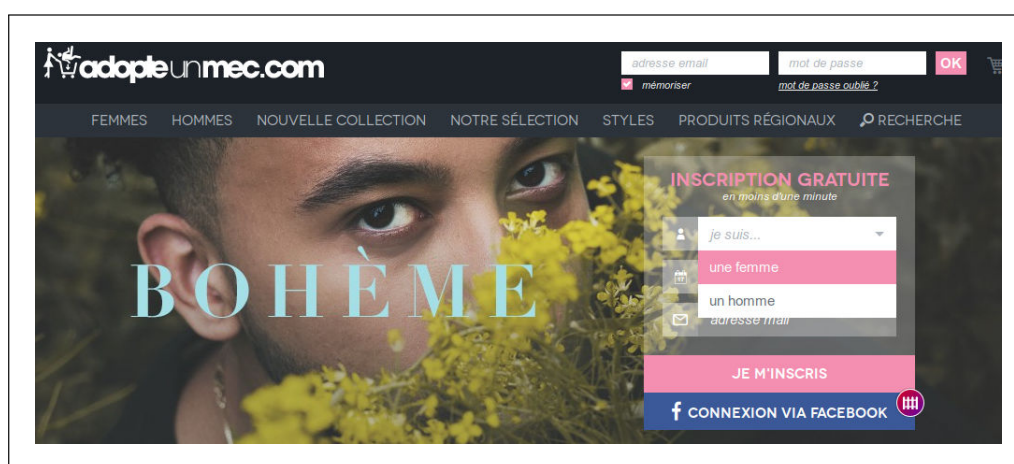 adopteunmec.com
adresse email
mot de passe
OK
mémoriser
mot de passe oublié ?
FEMMES
HOMMES
NOUVELLE COLLECTION
NOTRE SÉLECTION
STYLES
PRODUITS RÉGIONAUX
RECHERCHE
INSCRIPTION GRATUITE
en moins d'une minute
je suis...
une femme
17
un homme
adresse mail
BOHÈME
JE M'INSCRIS
f CONNEXION VIA FACEBOOK